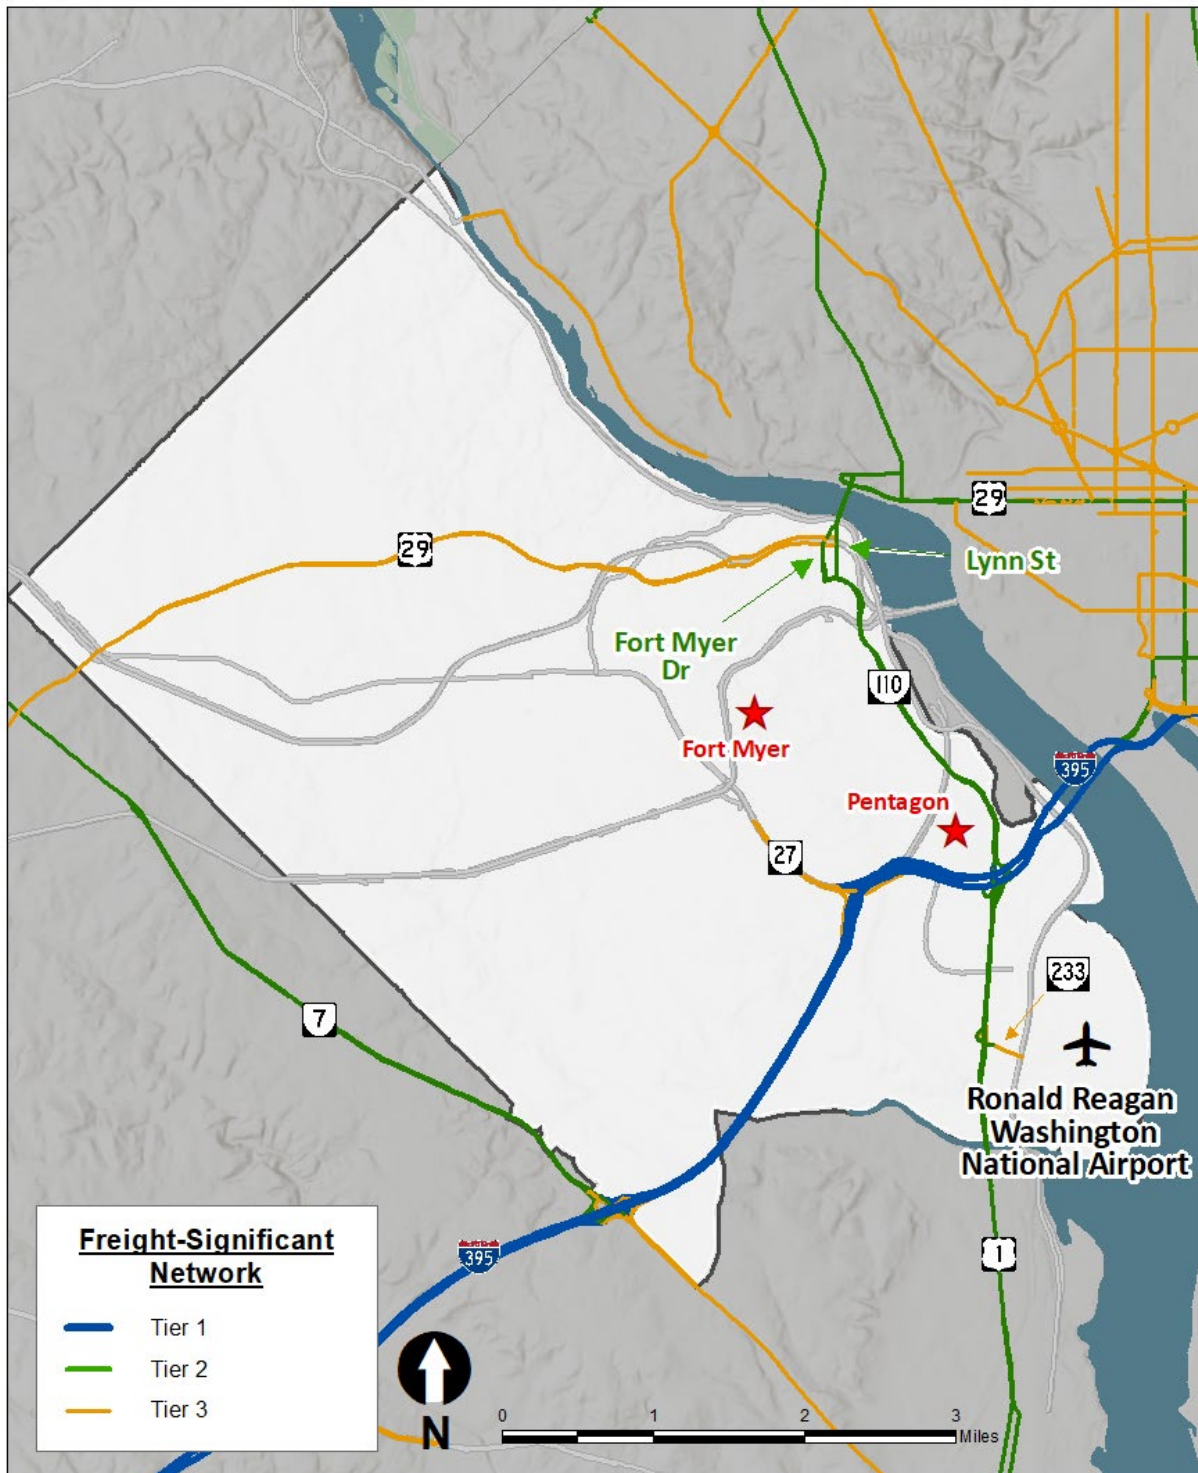 29
29
Lynn St
Fort Myer
Dr
110
Fort Myer
395
Pentagon
27
233
7
Ronald Reagan
Washington
National Airport
Freight-Significant
Network
395
1
Tier 1
Tier 2
Tier 3
N
0 1 2 3
Miles